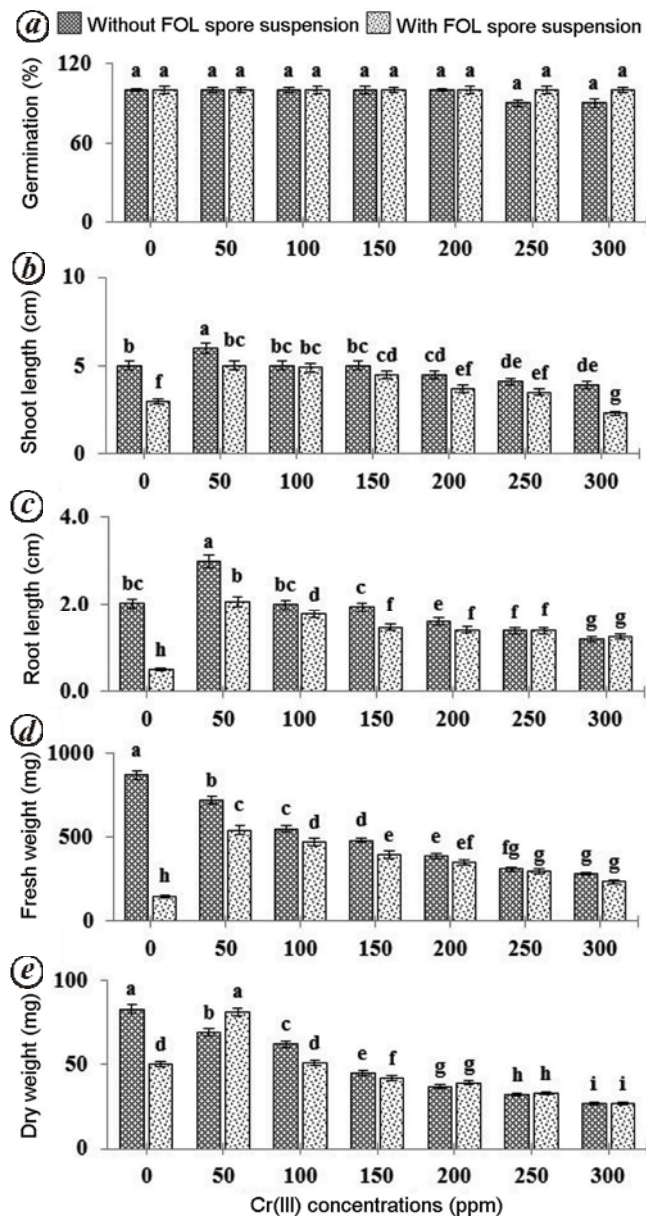 a Without FOL spore suspension With FOL spore suspension
Germination (%)
120
60
0
a a a a a a a a a a a a a a
0 50 100 150 200 250 300
b
Shoot length (cm)
10
5
0
b f a bc bc bc bc cd cd ef de ef de g
0 50 100 150 200 250 300
c
Root length (cm)
4.0
2.0
0.0
bc h a b bc d c f e f f f g g
0 50 100 150 200 250 300
d
Fresh weight (mg)
1000
500
0
a h b c c d d e e ef fg g g g
0 50 100 150 200 250 300
e
Dry weight (mg)
100
50
0
a d b a c d e f g g h h i i
0 50 100 150 200 250 300
Cr(III) concentrations (ppm)